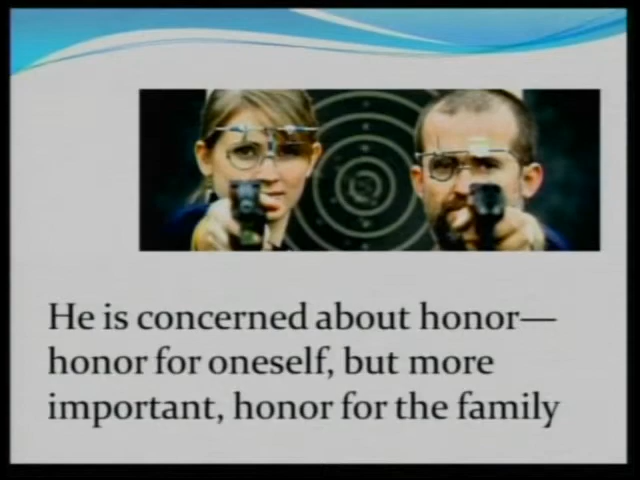 He is concerned about honor—
honor for oneself, but more
important, honor for the family